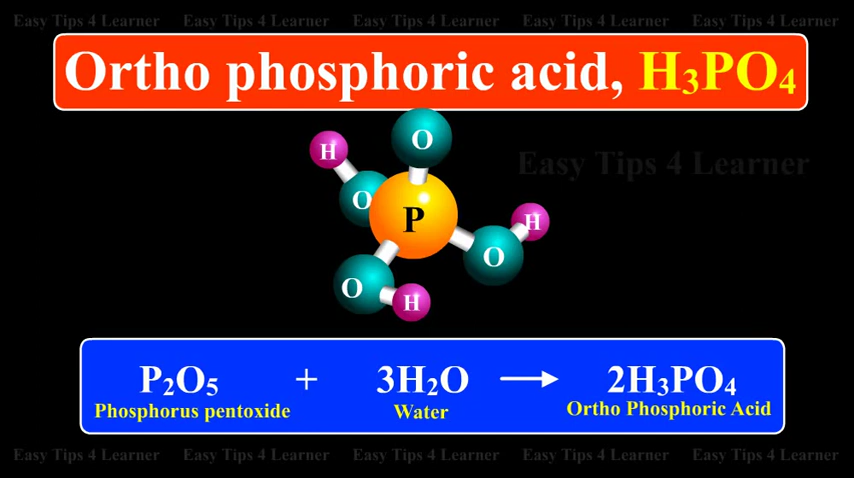 Easy Tips 4 Learner Easy Tips 4 Learner Easy Tips 4 Learner Easy Tips 4 Learner Easy Tips 4 Learner
Ortho phosphoric acid, H₃PO₄
O
H
Easy Tips 4 Learner
O
P
H
O
O
H
P₂O₅ + 3H₂O ⟶ 2H₃PO₄
Phosphorus pentoxide Water Ortho Phosphoric Acid
Easy Tips 4 Learner Easy Tips 4 Learner Easy Tips 4 Learner Easy Tips 4 Learner Easy Tips 4 Learner